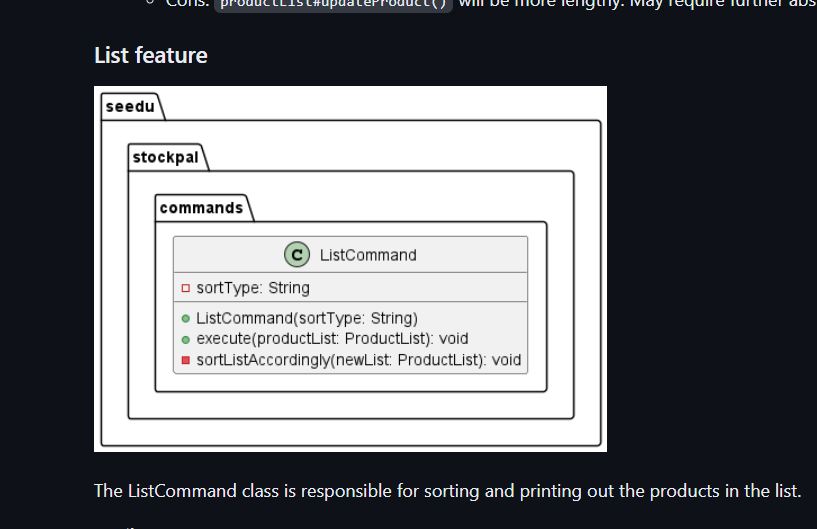 Cons: productList#updateProduct() will be more lengthy. May require further abs
List feature
seedu
stockpal
commands
C ListCommand
sortType: String
ListCommand(sortType: String)
execute(productList: ProductList): void
sortListAccordingly(newList: ProductList): void
The ListCommand class is responsible for sorting and printing out the products in the list.